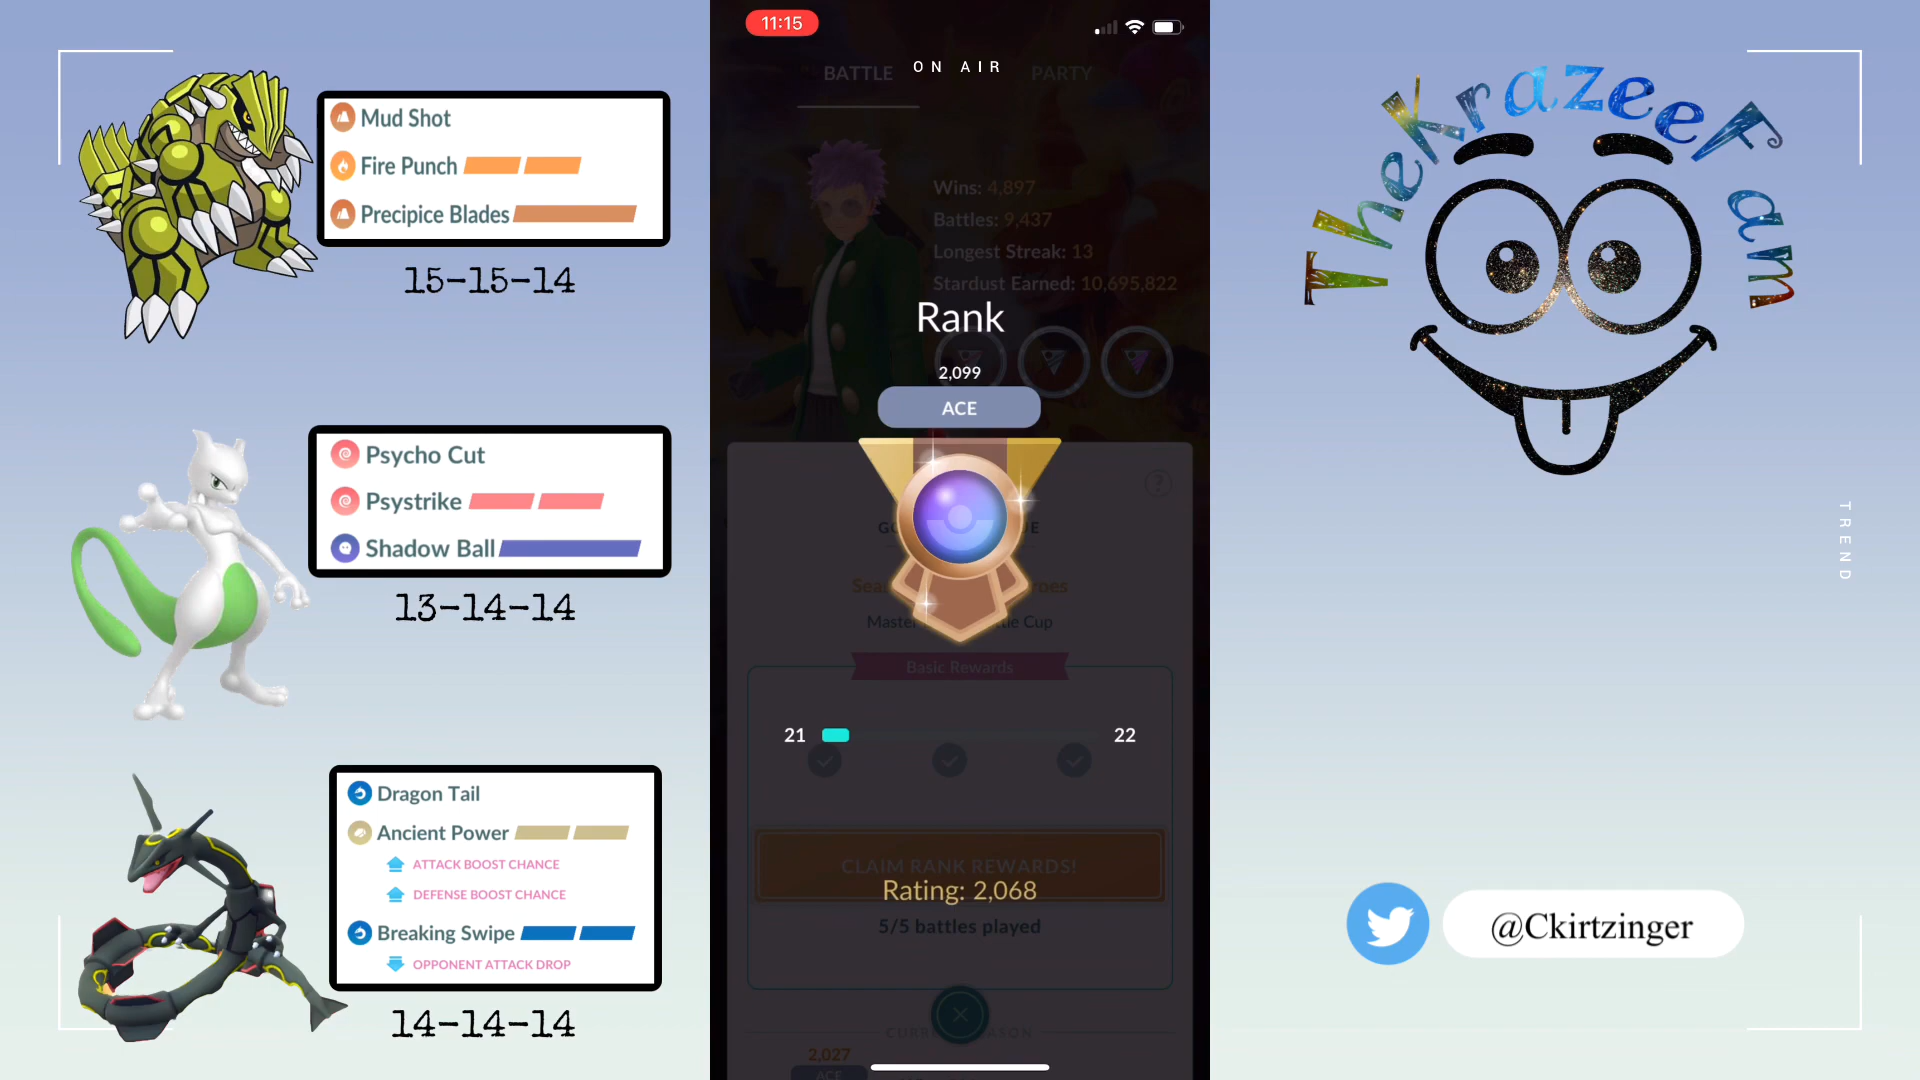 Mud Shot
Fire Punch
Precipice Blades
15-15-14
Psycho Cut
Psystrike
Shadow Ball
13-14-14
Dragon Tail
Ancient Power
ATTACK BOOST CHANCE
DEFENSE BOOST CHANCE
Breaking Swipe
OPPONENT ATTACK DROP
14-14-14
11:15
ON AIR
BATTLE PARTY
Wins: 4,897
Battles: 9,437
Longest Streak: 13
Stardust Earned: 10,695,822
Rank
2,099
ACE
?
Master
Cup
Basic Rewards
21 22
CLAIM RANK REWARDS!
Rating: 2,068
5/5 battles played
2,027
ACE
TheKrazeeFam
TREND
@Ckirtzinger